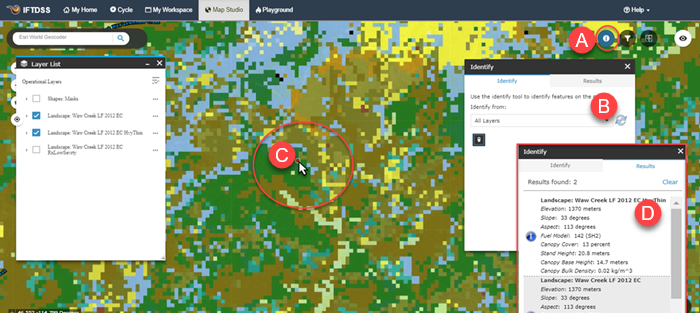 IFTDSS
My Home
Cycle
My Workspace
Map Studio
Playground
Help
Esri World Geocoder
A
Layer List
Operational Layers
Shapes: Masks
Landscape: Waw Creek LF 2012 EC
Landscape: Waw Creek LF 2012 EC HvyThin
Landscape: Waw Creek LF 2012 EC
Identify
Identify
Results
Use the identify tool to identify features on the
Identify from:
All Layers
B
C
Identify
Identify
Results
Results found: 2
Clear
Landscape: Waw Creek LF 2012 EC HvyThin
Elevation: 1370 meters
Slope: 33 degrees
Aspect: 113 degrees
Fuel Model: 142 (SH2)
Canopy Cover: 13 percent
Stand Height: 20.8 meters
Canopy Base Height: 14.7 meters
Canopy Bulk Density: 0.02 kg/m^3
D
Landscape: Waw Creek LF 2012 EC
Elevation: 1370 meters
Slope: 33 degrees
Aspect: 113 degrees